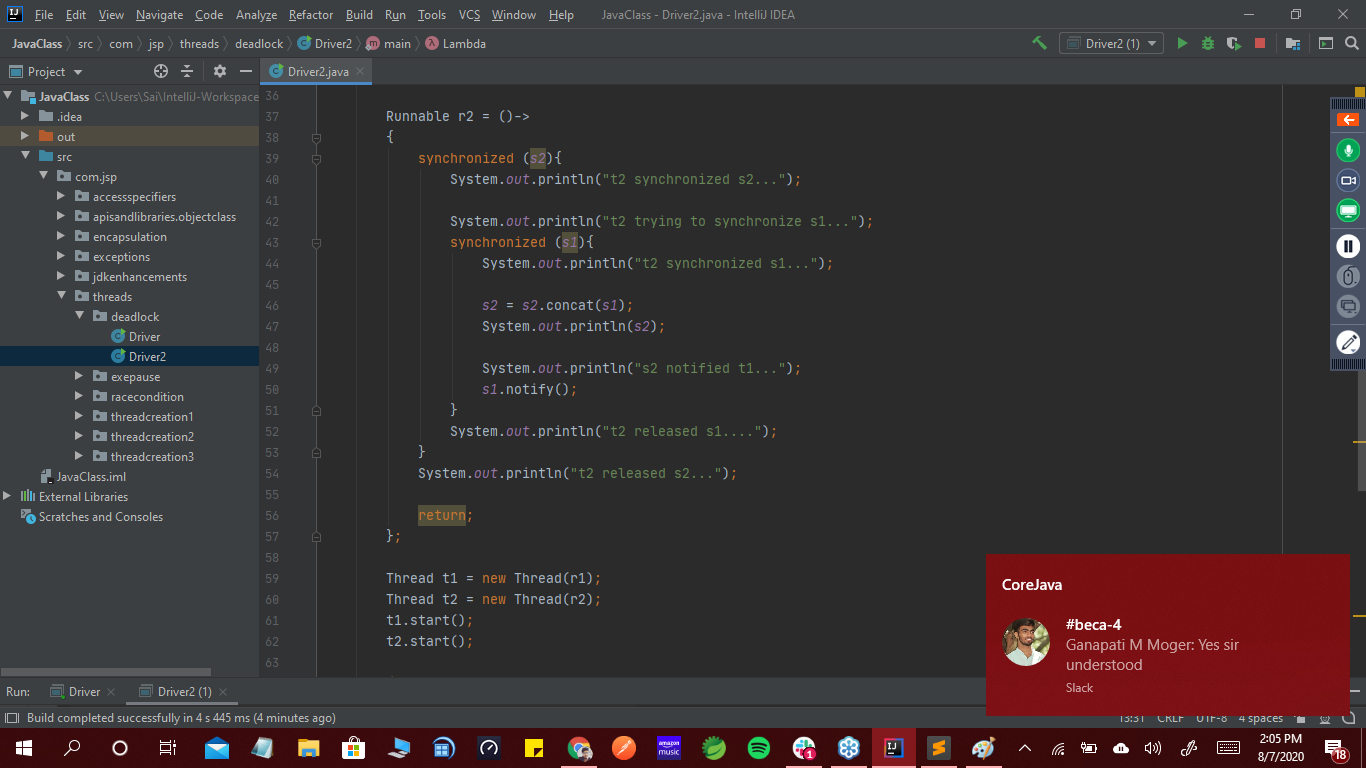 File Edit View Navigate Code Analyze Refactor Build Run Tools VCS Window Help JavaClass - Driver2.java - IntelliJ IDEA
JavaClass src com jsp threads deadlock Driver2 main Lambda Driver2 (1)
Project
Driver2.java
JavaClass C:\Users\Sai\IntelliJ-Workspace
.idea
out
src
com.jsp
accessspecifiers
apisandlibraries.objectclass
encapsulation
exceptions
jdkenhancements
threads
deadlock
Driver
Driver2
exepause
racecondition
threadcreation1
threadcreation2
threadcreation3
JavaClass.iml
External Libraries
Scratches and Consoles
36
37 Runnable r2 = ()->
38 {
39 synchronized (s2){
40 System.out.println("t2 synchronized s2...");
41
42 System.out.println("t2 trying to synchronize s1...");
43 synchronized (s1){
44 System.out.println("t2 synchronized s1...");
45
46 s2 = s2.concat(s1);
47 System.out.println(s2);
48
49 System.out.println("s2 notified t1...");
50 s1.notify();
51 }
52 System.out.println("t2 released s1....");
53 }
54 System.out.println("t2 released s2...");
55
56 return;
57 };
58
59 Thread t1 = new Thread(r1);
60 Thread t2 = new Thread(r2);
61 t1.start();
62 t2.start();
63
CoreJava
#beca-4
Ganapati M Moger: Yes sir
understood
Slack
Run: Driver Driver2 (1)
Build completed successfully in 4 s 445 ms (4 minutes ago)
13:31 CRLF UTF-8 4 spaces
amazon
music
1
2:05 PM
8/7/2020
18